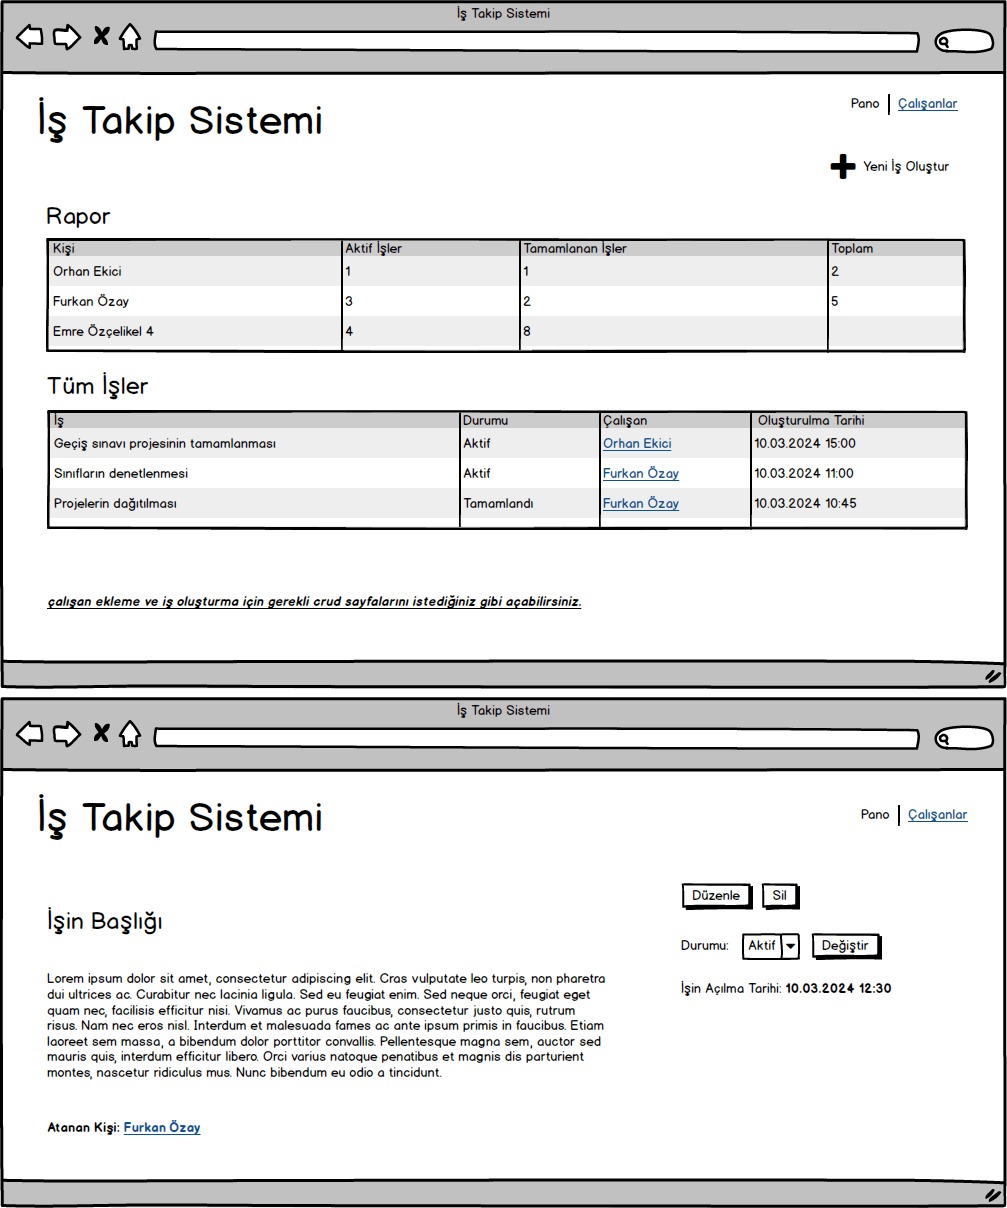 İş Takip Sistemi
İş Takip Sistemi
Pano Çalışanlar
Yeni İş Oluştur
Rapor
Kişi Aktif İşler Tamamlanan İşler Toplam
Orhan Ekici 1 1 2
Furkan Özay 3 2 5
Emre Özçelikel 4 4 8
Tüm İşler
İş Durumu Çalışan Oluşturulma Tarihi
Geçiş sınavı projesinin tamamlanması Aktif Orhan Ekici 10.03.2024 15:00
Sınıfların denetlenmesi Aktif Furkan Özay 10.03.2024 11:00
Projelerin dağıtılması Tamamlandı Furkan Özay 10.03.2024 10:45
çalışan ekleme ve iş oluşturma için gerekli crud sayfalarını istediğiniz gibi açabilirsiniz.
İş Takip Sistemi
İş Takip Sistemi
Pano Çalışanlar
Düzenle Sil
İşin Başlığı
Durumu: Aktif Değiştir
İşin Açılma Tarihi: 10.03.2024 12:30
Lorem ipsum dolor sit amet, consectetur adipiscing elit. Cras vulputate leo turpis, non pharetra
dui ultrices ac. Curabitur nec lacinia ligula. Sed eu feugiat enim. Sed neque orci, feugiat eget
quam nec, facilisis efficitur nisi. Vivamus ac purus faucibus, consectetur justo quis, rutrum
risus. Nam nec eros nisl. Interdum et malesuada fames ac ante ipsum primis in faucibus. Etiam
laoreet sem massa, a bibendum dolor porttitor convallis. Pellentesque magna sem, auctor sed
mauris quis, interdum efficitur libero. Orci varius natoque penatibus et magnis dis parturient
montes, nascetur ridiculus mus. Nunc bibendum eu odio a tincidunt.
Atanan Kişi: Furkan Özay